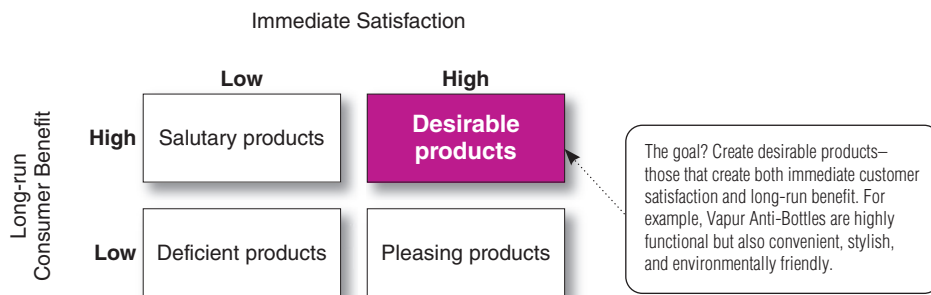 Immediate Satisfaction
Low High
Long-run
Consumer Benefit
High Salutary products Desirable
products
Low Deficient products Pleasing products
The goal? Create desirable products—
those that create both immediate customer
satisfaction and long-run benefit. For
example, Vapur Anti-Bottles are highly
functional but also convenient, stylish,
and environmentally friendly.